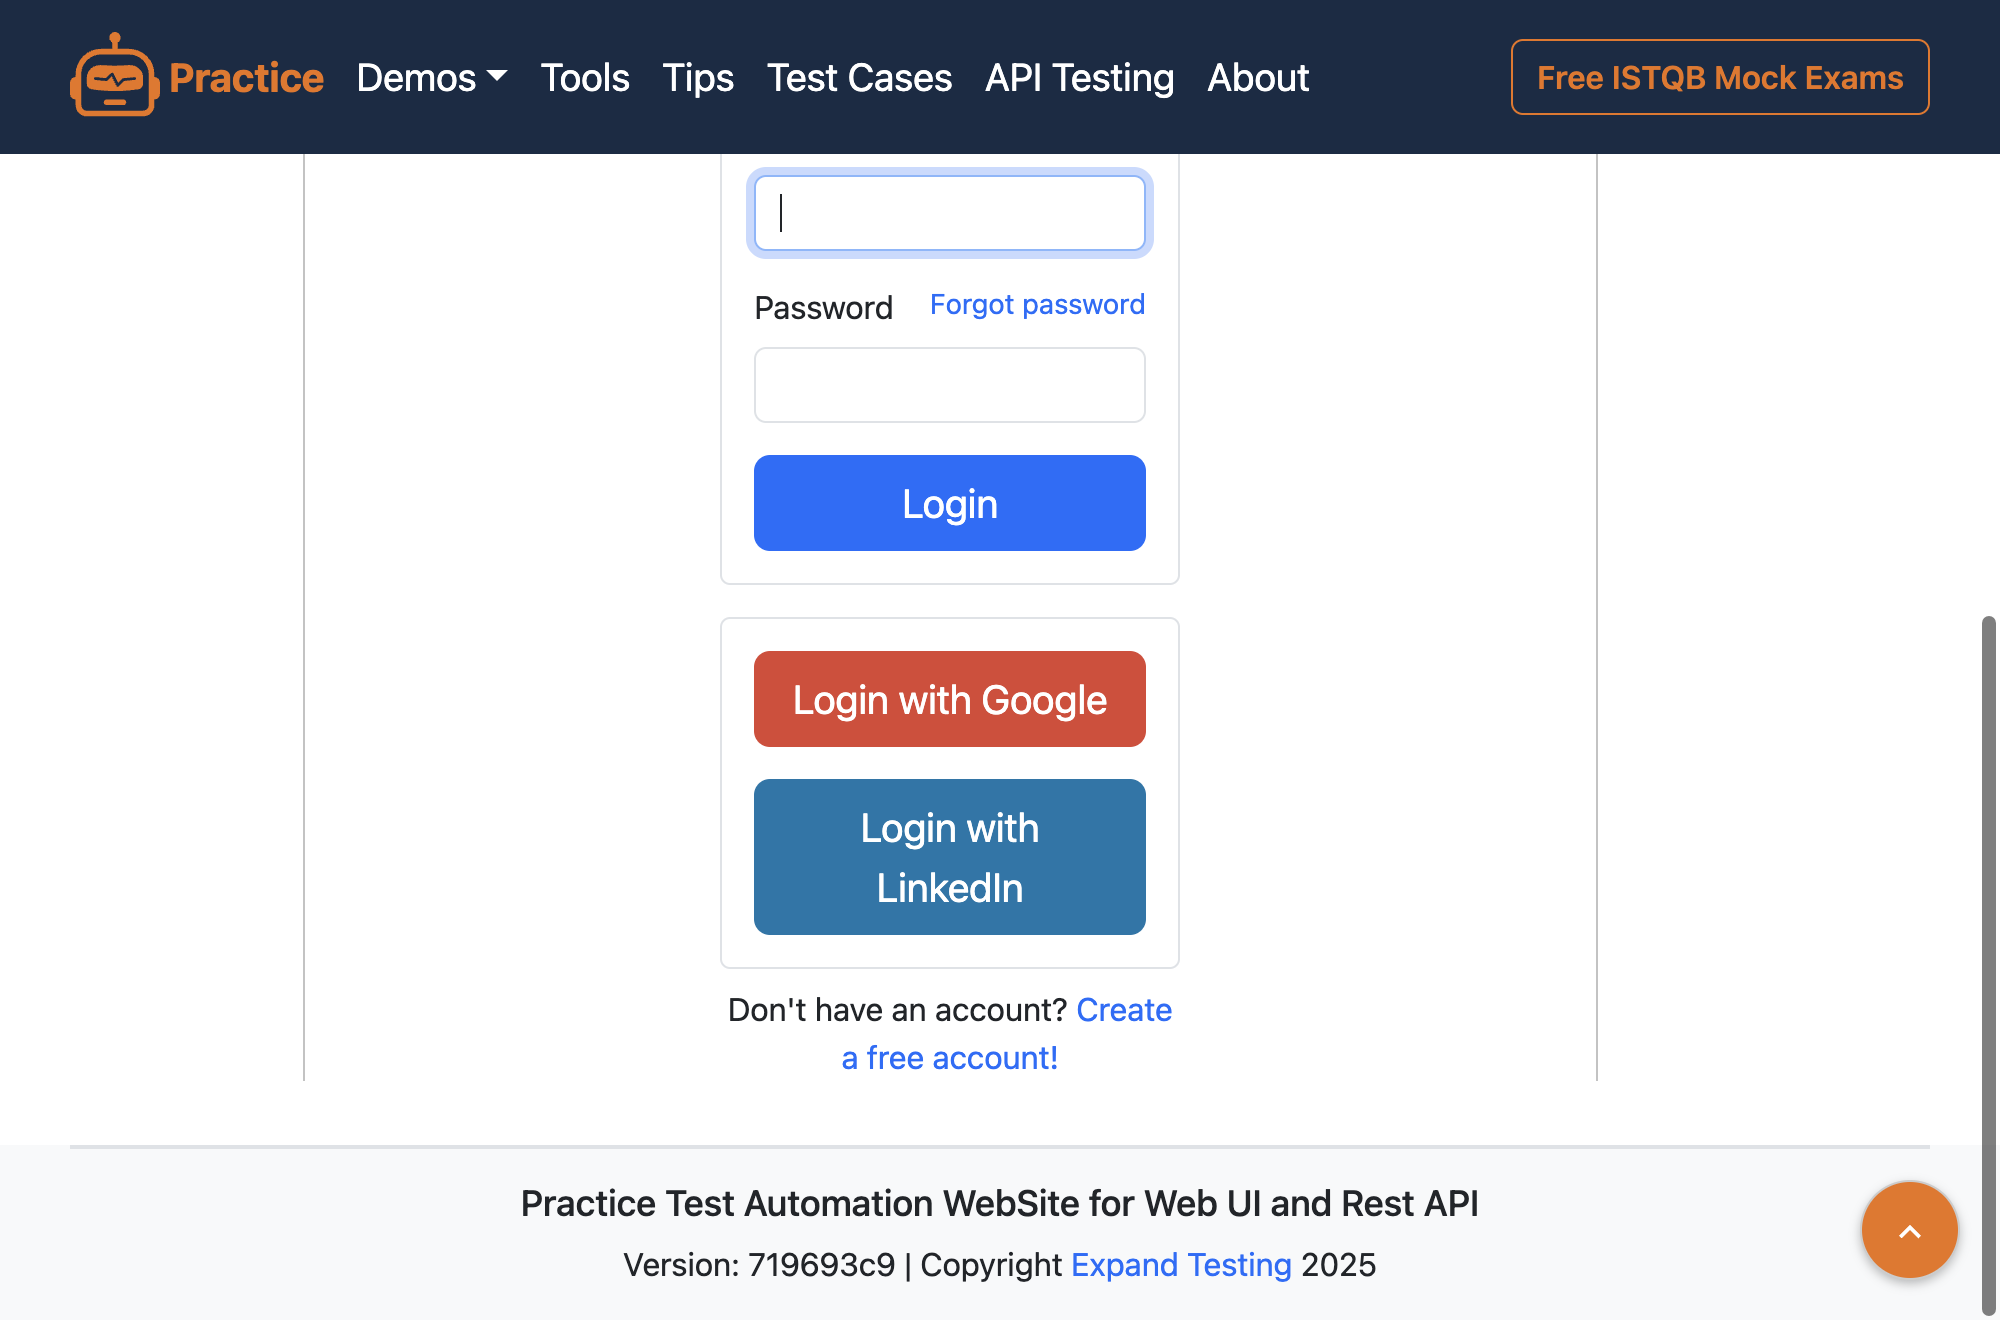 Practice Demos Tools Tips Test Cases API Testing About Free ISTQB Mock Exams
Password Forgot password
Login
Login with Google
Login with
LinkedIn
Don't have an account? Create
a free account!
Practice Test Automation WebSite for Web UI and Rest API
Version: 719693c9 | Copyright Expand Testing 2025